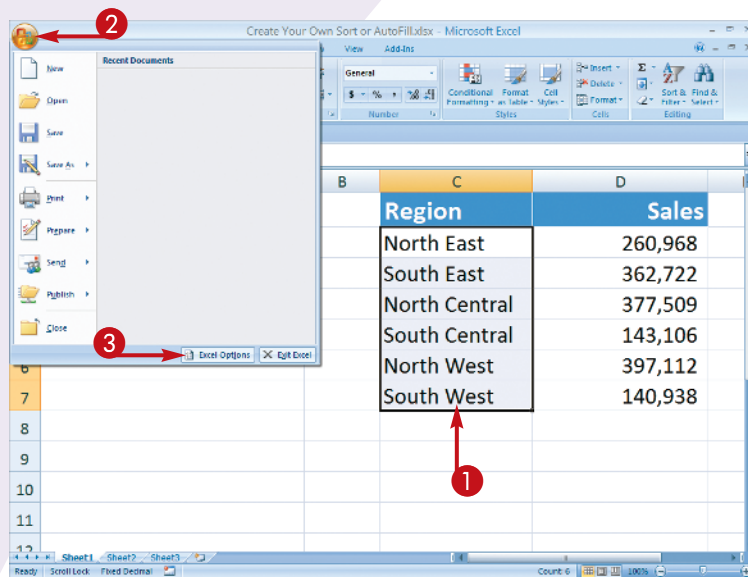 2
Create Your Own Sort or AutoFill.xlsx - Microsoft Excel
View Add-Ins
New
Recent Documents
Open
Save
Save As
Print
Prepare
Send
Publish
Close
3
Excel Options
Exit Excel
General
$ % ,
Number
Conditional Formatting
Format as Table
Cell Styles
Styles
Insert
Delete
Format
Cells
Σ
Sort & Filter
Find & Select
Editing
B C D
Region Sales
North East 260,968
South East 362,722
North Central 377,509
South Central 143,106
North West 397,112
7 South West 140,938
8
9
1
10
11
12
Sheet1 Sheet2 Sheet3
Ready Scroll Lock Fixed Decimal Count: 6 100%